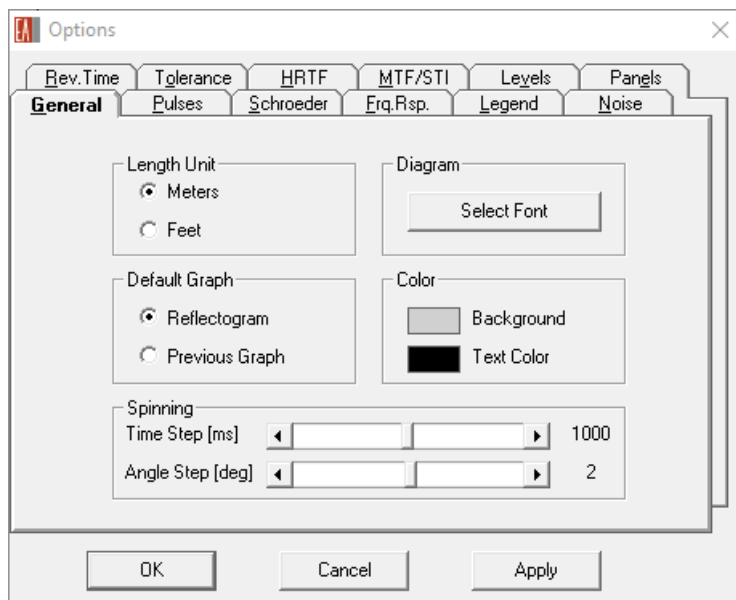 EA Options
Rev.Time Tolerance HRTF MTF/STI Levels Panels
General Pulses Schroeder Frq.Rsp. Legend Noise
Length Unit Diagram
Meters Select Font
Feet
Default Graph Color
Reflectogram Background
Previous Graph Text Color
Spinning
Time Step [ms] 1000
Angle Step [deg] 2
OK Cancel Apply